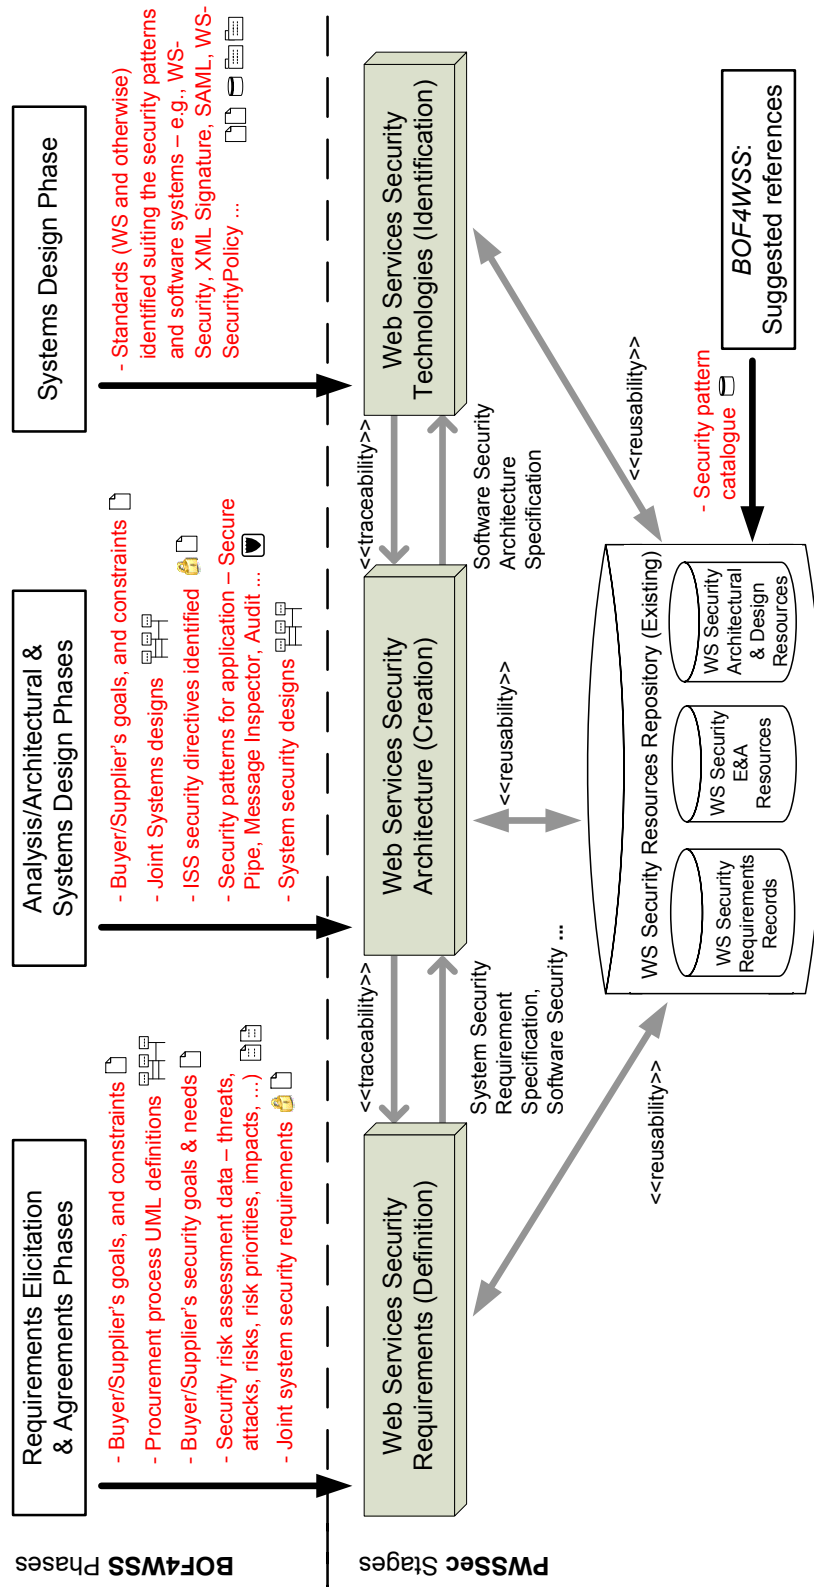 BOF4WSS Phases
Requirements Elicitation
& Agreements Phases
- Buyer/Supplier's goals, and constraints
- Procurement process UML definitions
- Buyer/Supplier's security goals & needs
- Security risk assessment data – threats,
attacks, risks, risk priorities, impacts, ...)
- Joint system security requirements
Analysis/Architectural &
Systems Design Phases
- Buyer/Supplier's goals, and constraints
- Joint Systems designs
- ISS security directives identified
- Security patterns for application – Secure
Pipe, Message Inspector, Audit ...
- System security designs
Systems Design Phase
- Standards (WS and otherwise)
identified suiting the security patterns
and software systems – e.g., WS-
Security, XML Signature, SAML, WS-
SecurityPolicy ...
PWSSec Stages
Web Services Security
Requirements (Definition)
<<traceability>>
System Security
Requirement
Specification,
Software Security ...
Web Services Security
Architecture (Creation)
<<traceability>>
Software Security
Architecture
Specification
Web Services Security
Technologies (Identification)
<<reusability>>
<<reusability>>
<<reusability>>
WS Security Resources Repository (Existing)
WS Security
Requirements
Records
WS Security
E&A
Resources
WS Security
Architectural
& Design
Resources
- Security pattern
catalogue
BOF4WSS:
Suggested references